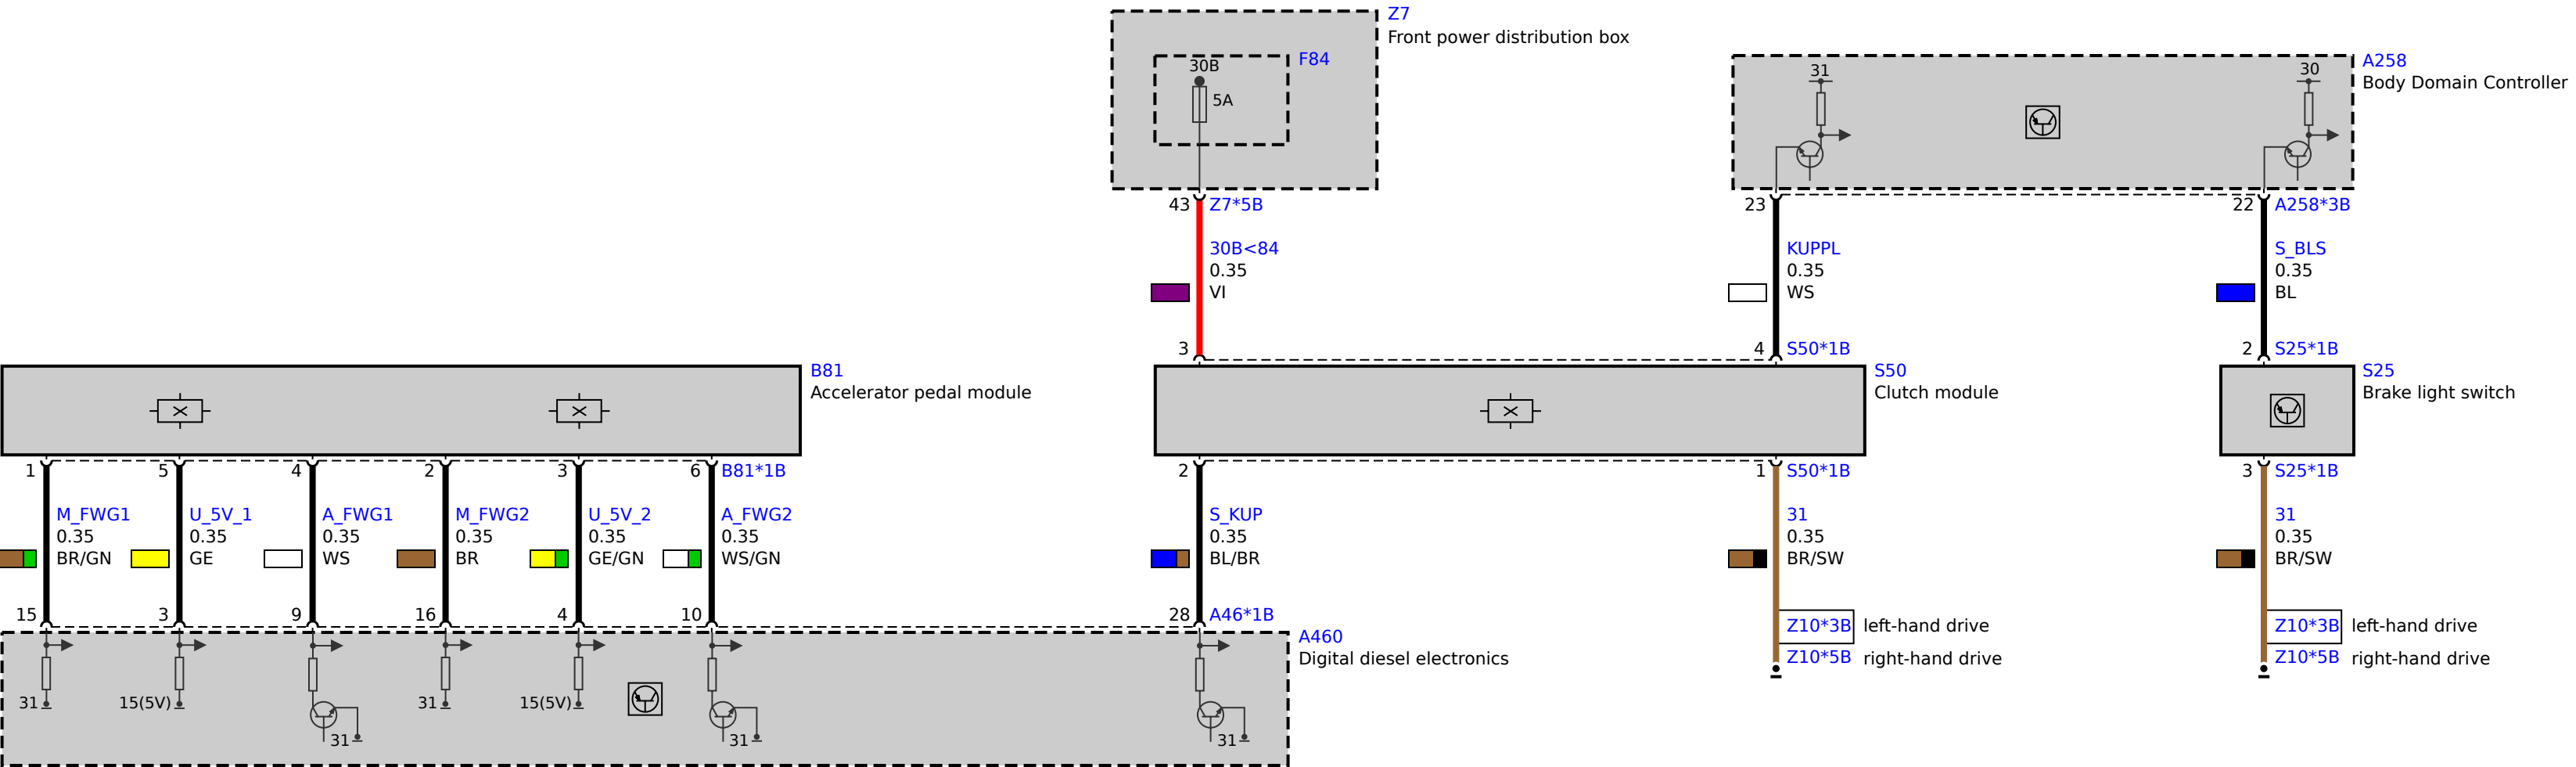 Z7
Front power distribution box
30B
F84
5A
A258
Body Domain Controller
31
30
43 Z7*5B
23
22 A258*3B
30B<84
0.35
VI
KUPPL
0.35
WS
S_BLS
0.35
BL
3
4 S50*1B
2 S25*1B
B81
Accelerator pedal module
S50
Clutch module
S25
Brake light switch
1
5
4
2
3
6 B81*1B
2
1 S50*1B
3 S25*1B
M_FWG1
0.35
BR/GN
U_5V_1
0.35
GE
A_FWG1
0.35
WS
M_FWG2
0.35
BR
U_5V_2
0.35
GE/GN
A_FWG2
0.35
WS/GN
S_KUP
0.35
BL/BR
31
0.35
BR/SW
31
0.35
BR/SW
15
3
9
16
4
10
28 A46*1B
Z10*3B left-hand drive
Z10*5B right-hand drive
Z10*3B left-hand drive
Z10*5B right-hand drive
A460
Digital diesel electronics
31
15(5V)
31
31
15(5V)
31
31